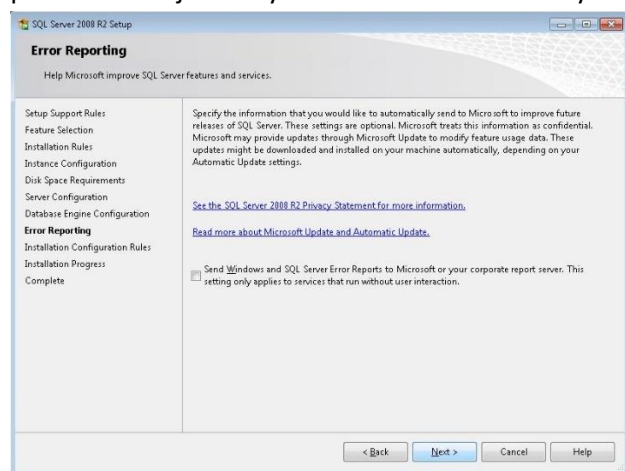 SQL Server 2008 R2 Setup
Error Reporting
Help Microsoft improve SQL Server features and services.
Setup Support Rules
Feature Selection
Installation Rules
Instance Configuration
Disk Space Requirements
Server Configuration
Database Engine Configuration
Error Reporting
Installation Configuration Rules
Installation Progress
Complete
Specify the information that you would like to automatically send to Microsoft to improve future
releases of SQL Server. These settings are optional. Microsoft treats this information as confidential.
Microsoft may provide updates through Microsoft Update to modify feature usage data. These
updates might be downloaded and installed on your machine automatically, depending on your
Automatic Update settings.
See the SQL Server 2008 R2 Privacy Statement for more information.
Read more about Microsoft Update and Automatic Update.
Send Windows and SQL Server Error Reports to Microsoft or your corporate report server. This
setting only applies to services that run without user interaction.
< Back
Next >
Cancel
Help